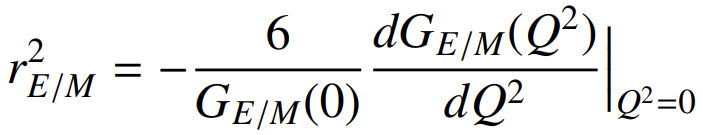 r²_{E/M} = − 6/G_{E/M}(0) dG_{E/M}(Q²)/dQ² |_{Q²=0}